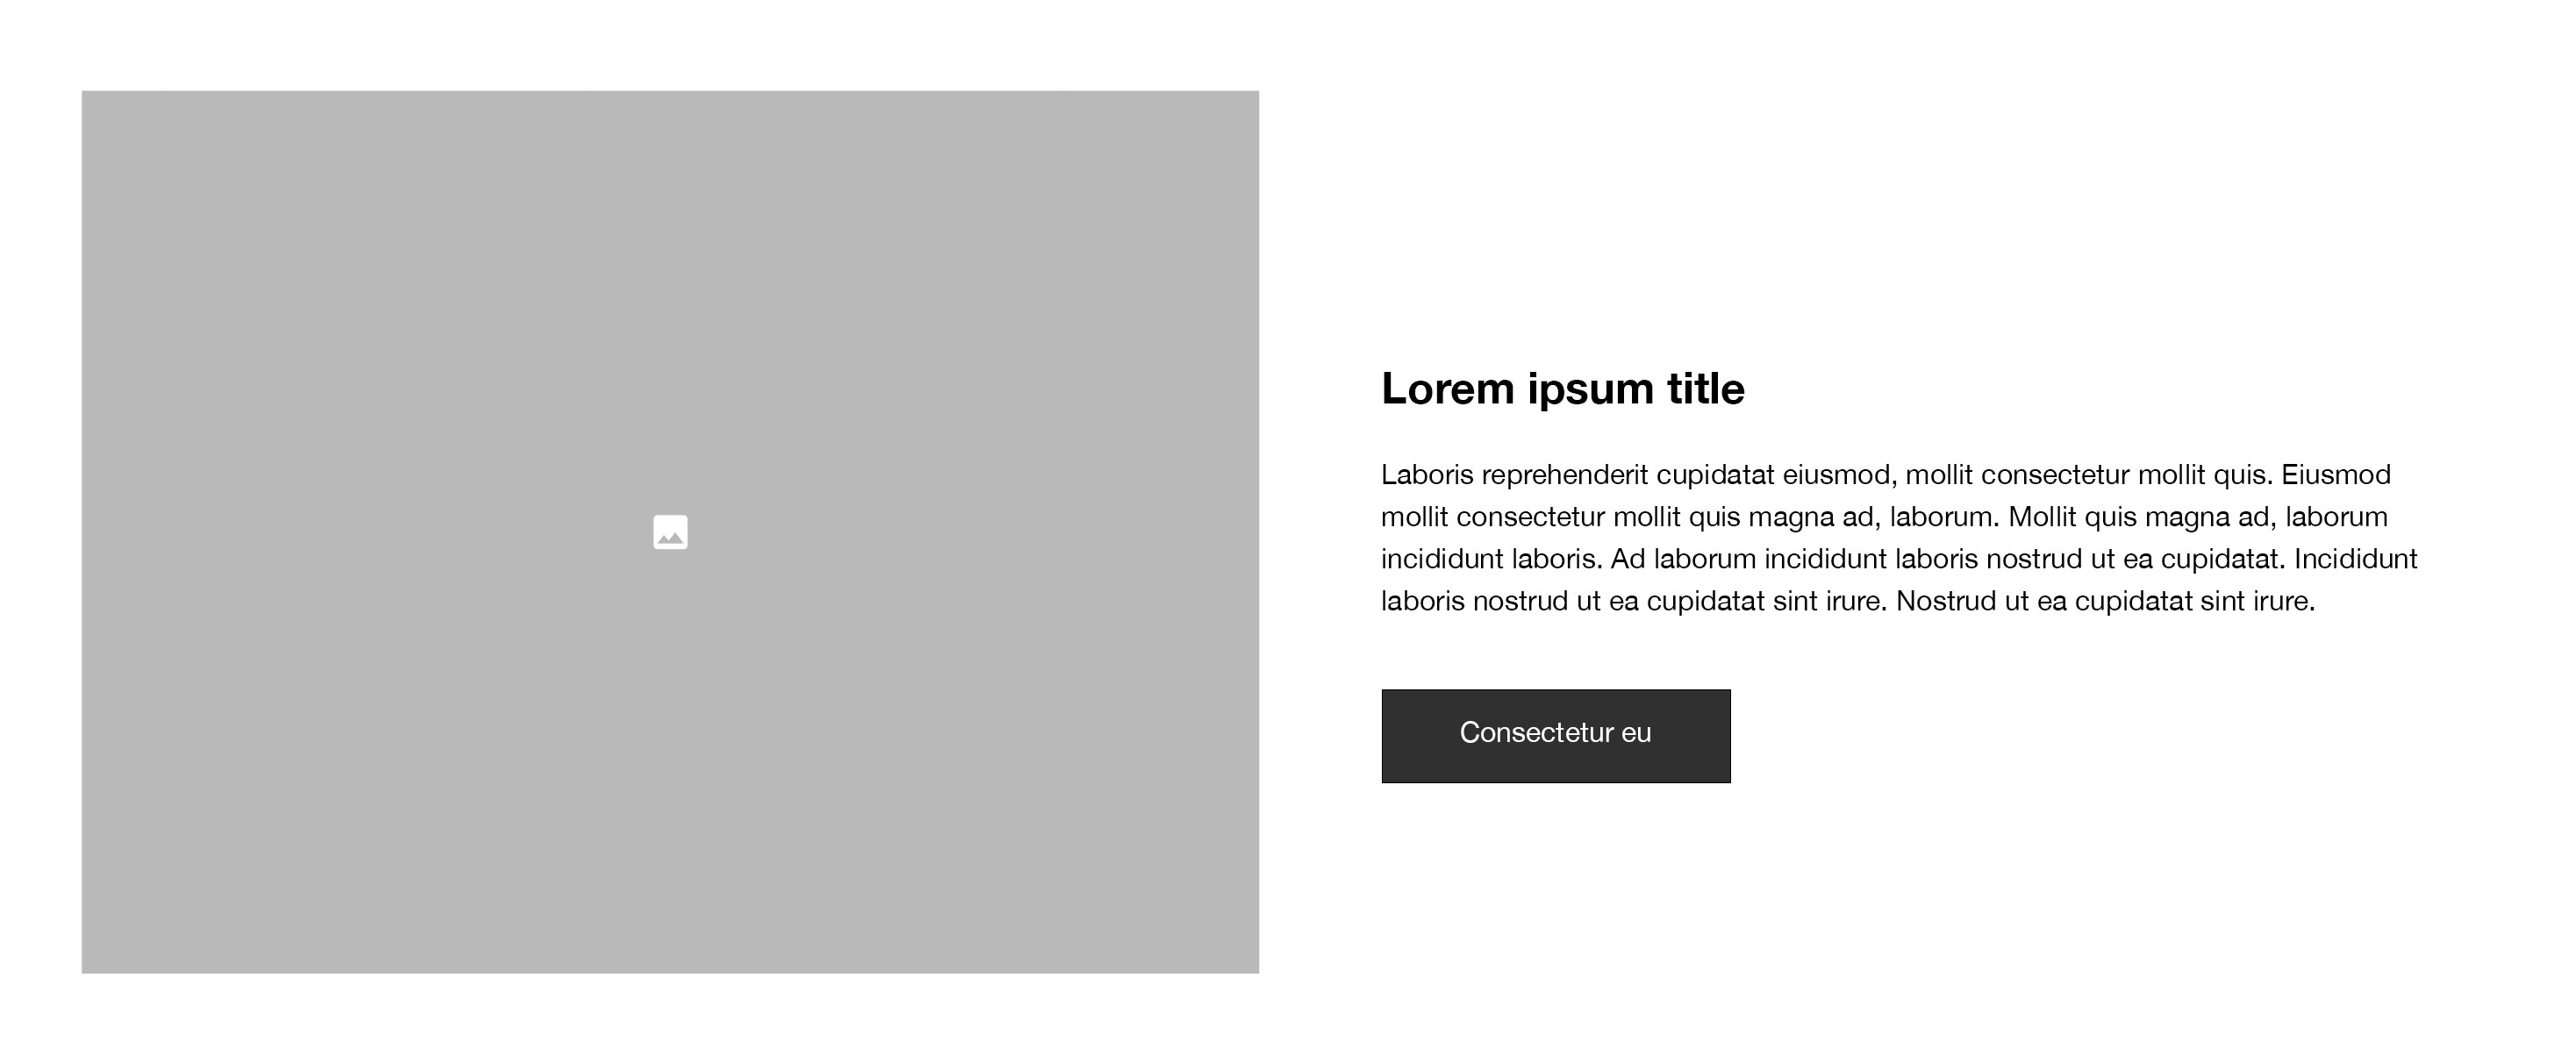 Lorem ipsum title
Laboris reprehenderit cupidatat eiusmod, mollit consectetur mollit quis. Eiusmod
mollit consectetur mollit quis magna ad, laborum. Mollit quis magna ad, laborum
incididunt laboris. Ad laborum incididunt laboris nostrud ut ea cupidatat. Incididunt
laboris nostrud ut ea cupidatat sint irure. Nostrud ut ea cupidatat sint irure.
Consectetur eu